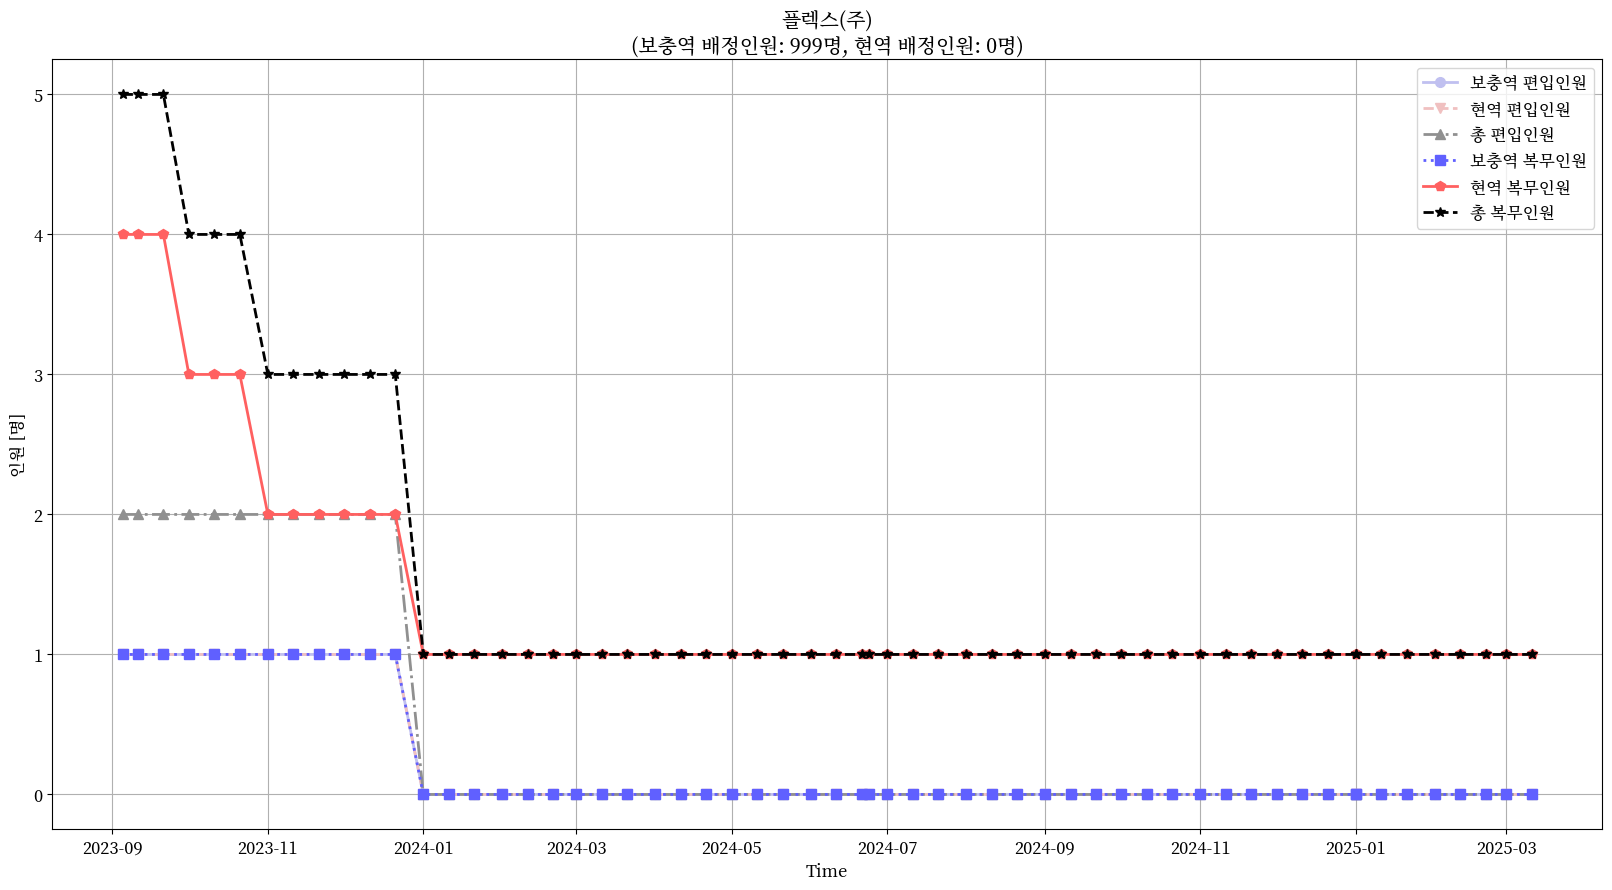 플렉스(주)
(보충역 배정인원: 999명, 현역 배정인원: 0명)
보충역 편입인원
현역 편입인원
총 편입인원
보충역 복무인원
현역 복무인원
총 복무인원
인원 [명]
5
4
3
2
1
0
2023-09
2023-11
2024-01
2024-03
2024-05
2024-07
2024-09
2024-11
2025-01
2025-03
Time